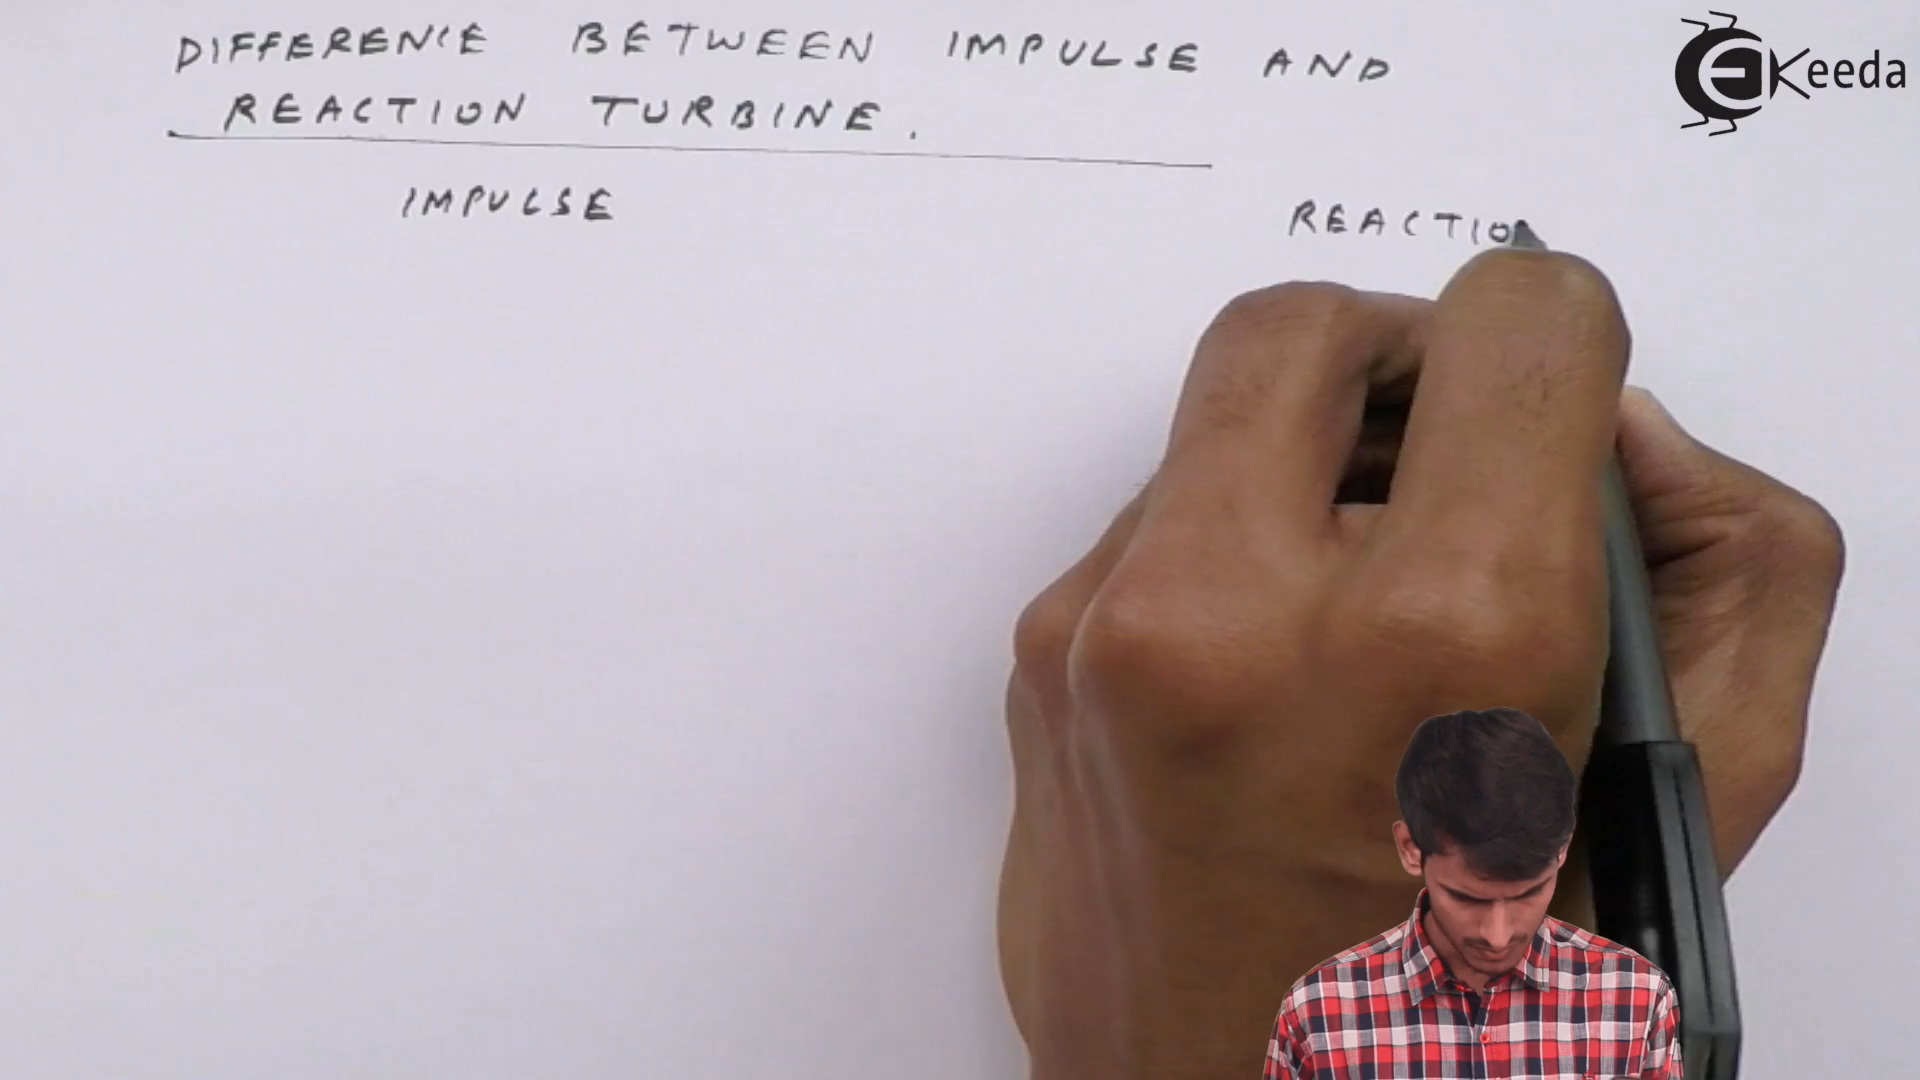 DIFFERENCE BETWEEN IMPULSE AND
REACTION TURBINE.
IMPULSE
REACTIO
EKeeda